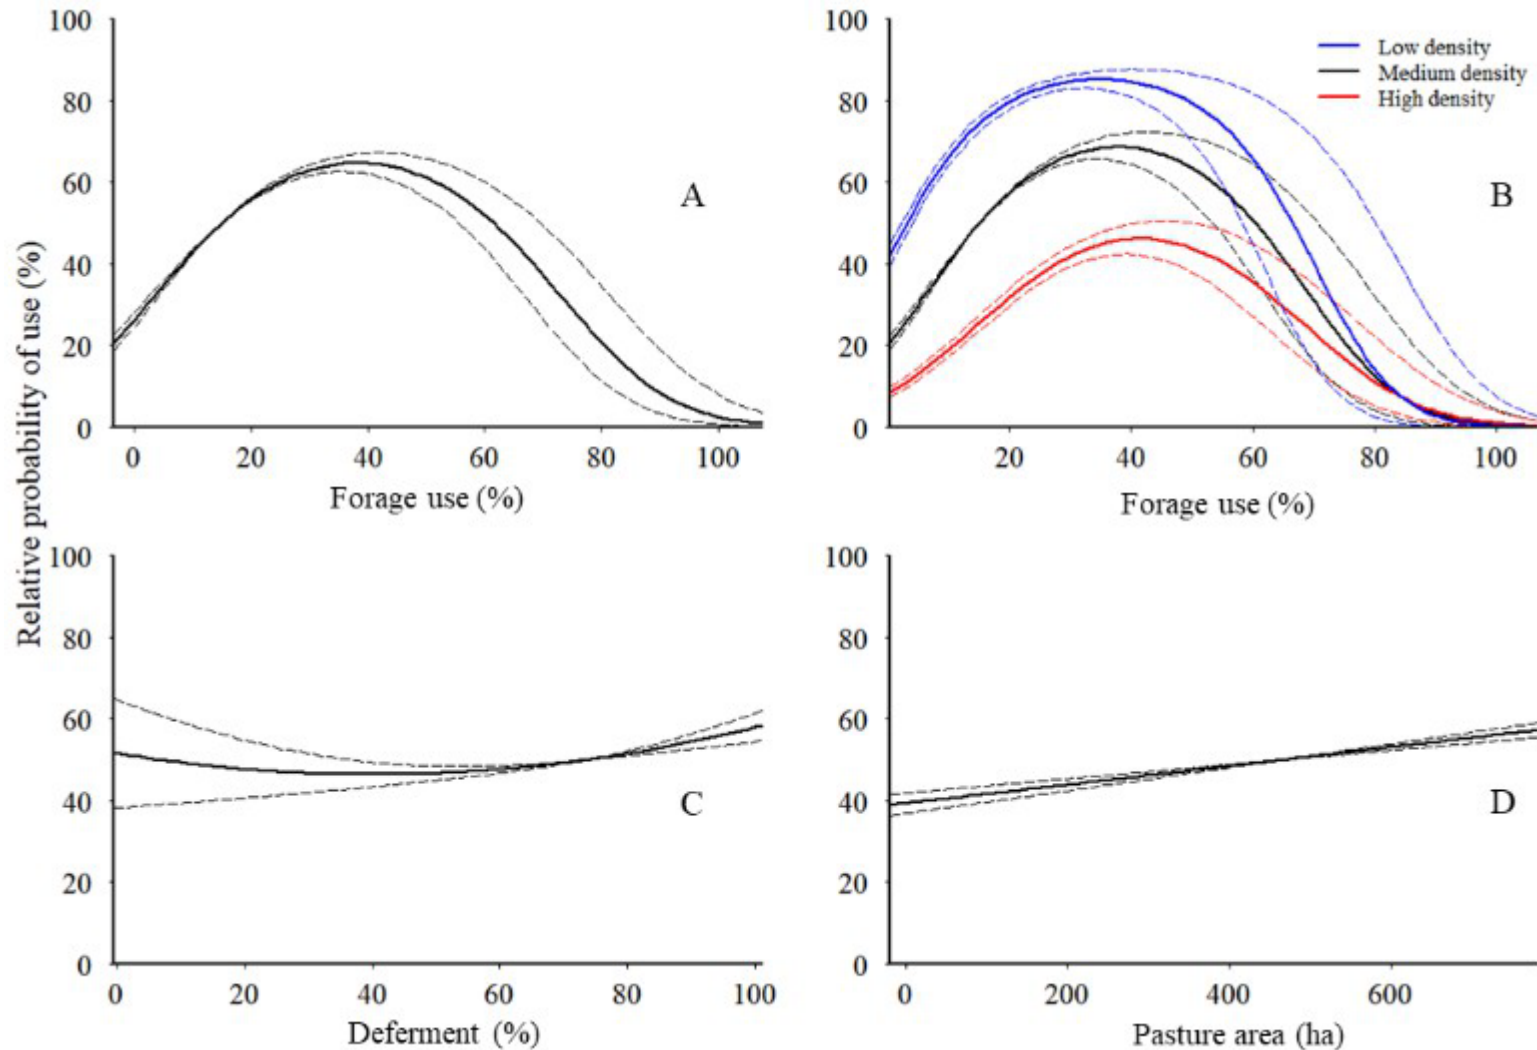 Relative probability of use (%)
100
80
60
40
20
0
0 20 40 60 80 100
Forage use (%)
A
100
80
60
40
20
0
20 40 60 80 100
Forage use (%)
B
Low density
Medium density
High density
100
80
60
40
20
0
0 20 40 60 80 100
Deferment (%)
C
100
80
60
40
20
0
0 200 400 600
Pasture area (ha)
D